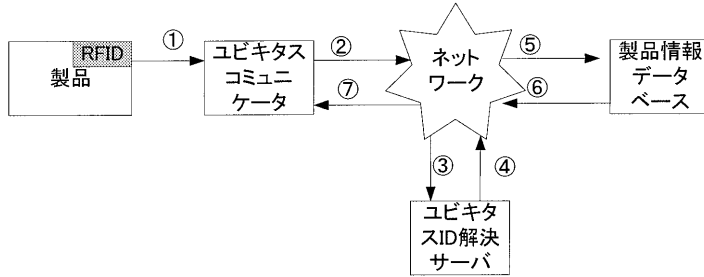 RFID
製品
①
ユビキタス
コミュニ
ケータ
②
⑦
ネット
ワーク
⑤
⑥
製品情報
データ
ベース
③
④
ユビキタ
スID解決
サーバ